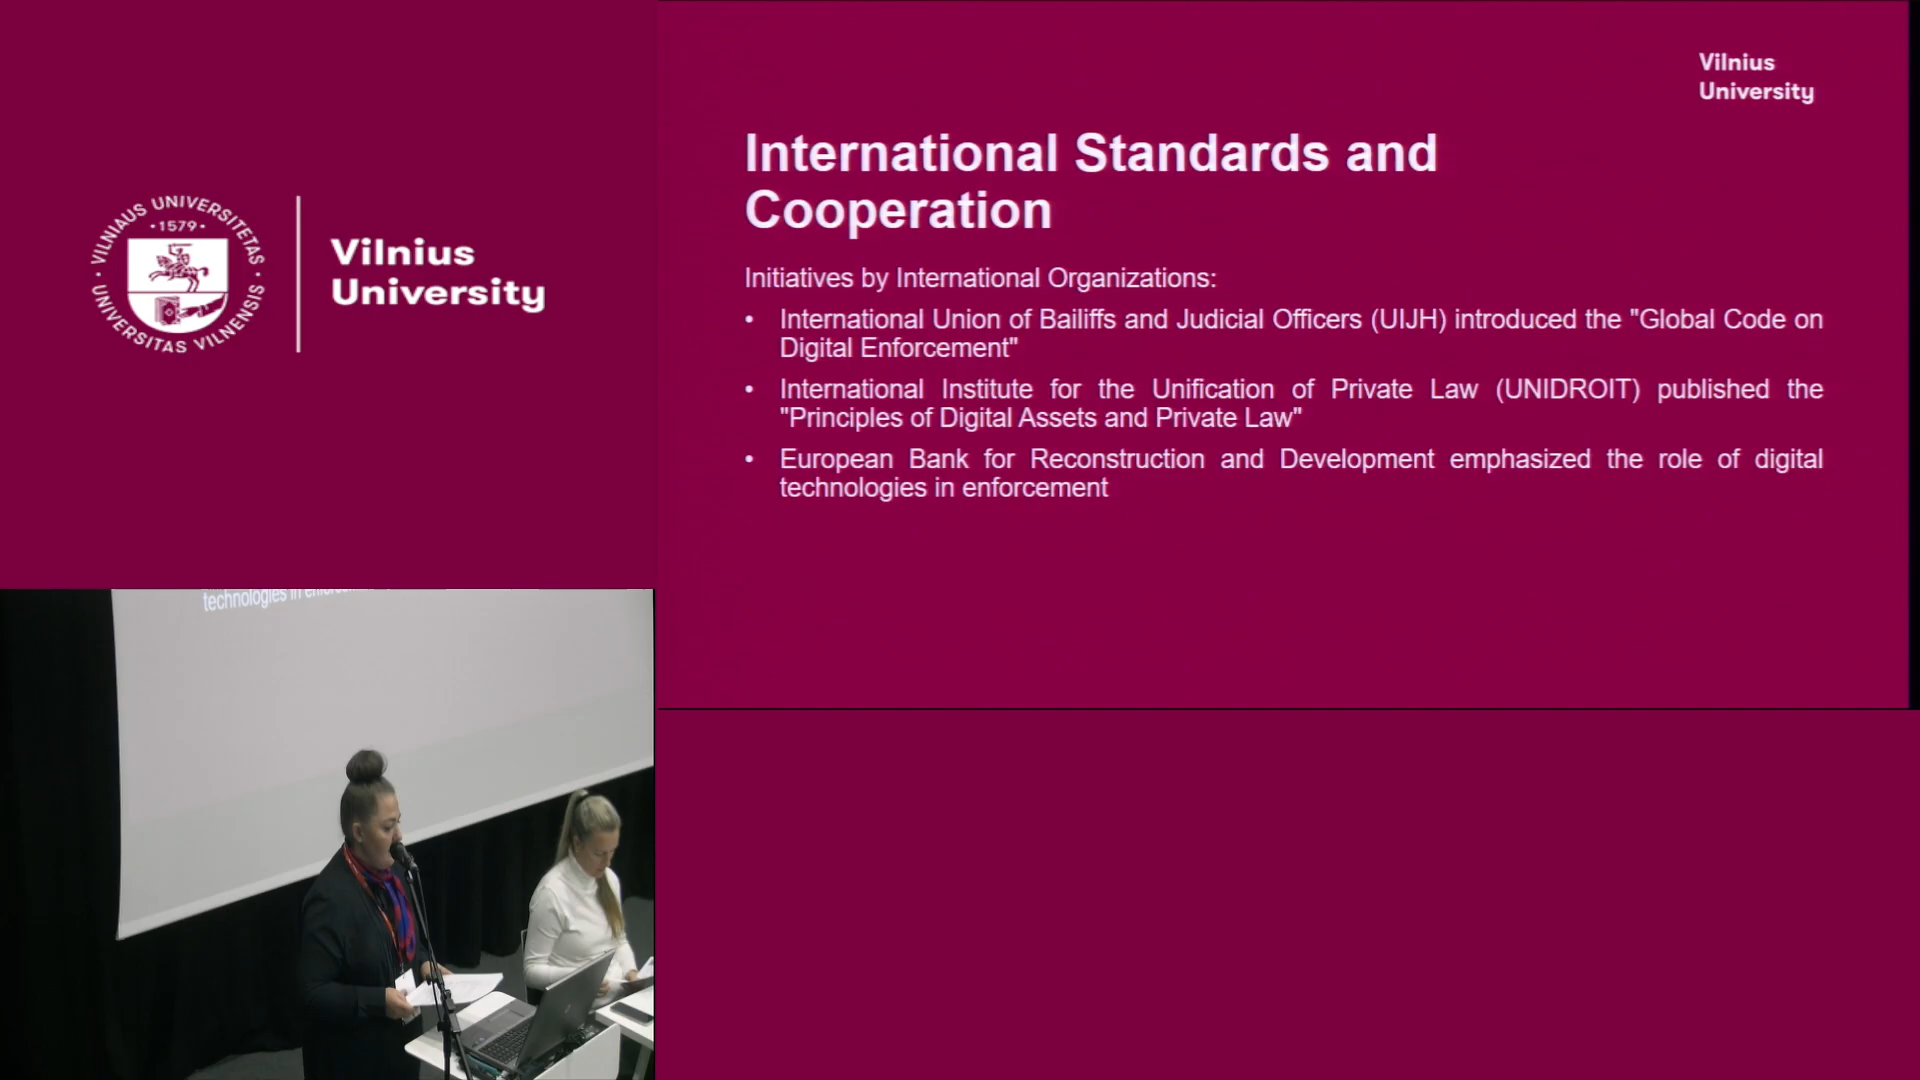 VILNIAUS UNIVERSITETAS
1579
UNIVERSITAS VILNENSIS
Vilnius
University
Vilnius
University
International Standards and
Cooperation
Initiatives by International Organizations:
• International Union of Bailiffs and Judicial Officers (UIJH) introduced the "Global Code on
Digital Enforcement"
• International Institute for the Unification of Private Law (UNIDROIT) published the
"Principles of Digital Assets and Private Law"
• European Bank for Reconstruction and Development emphasized the role of digital
technologies in enforcement
technologies in